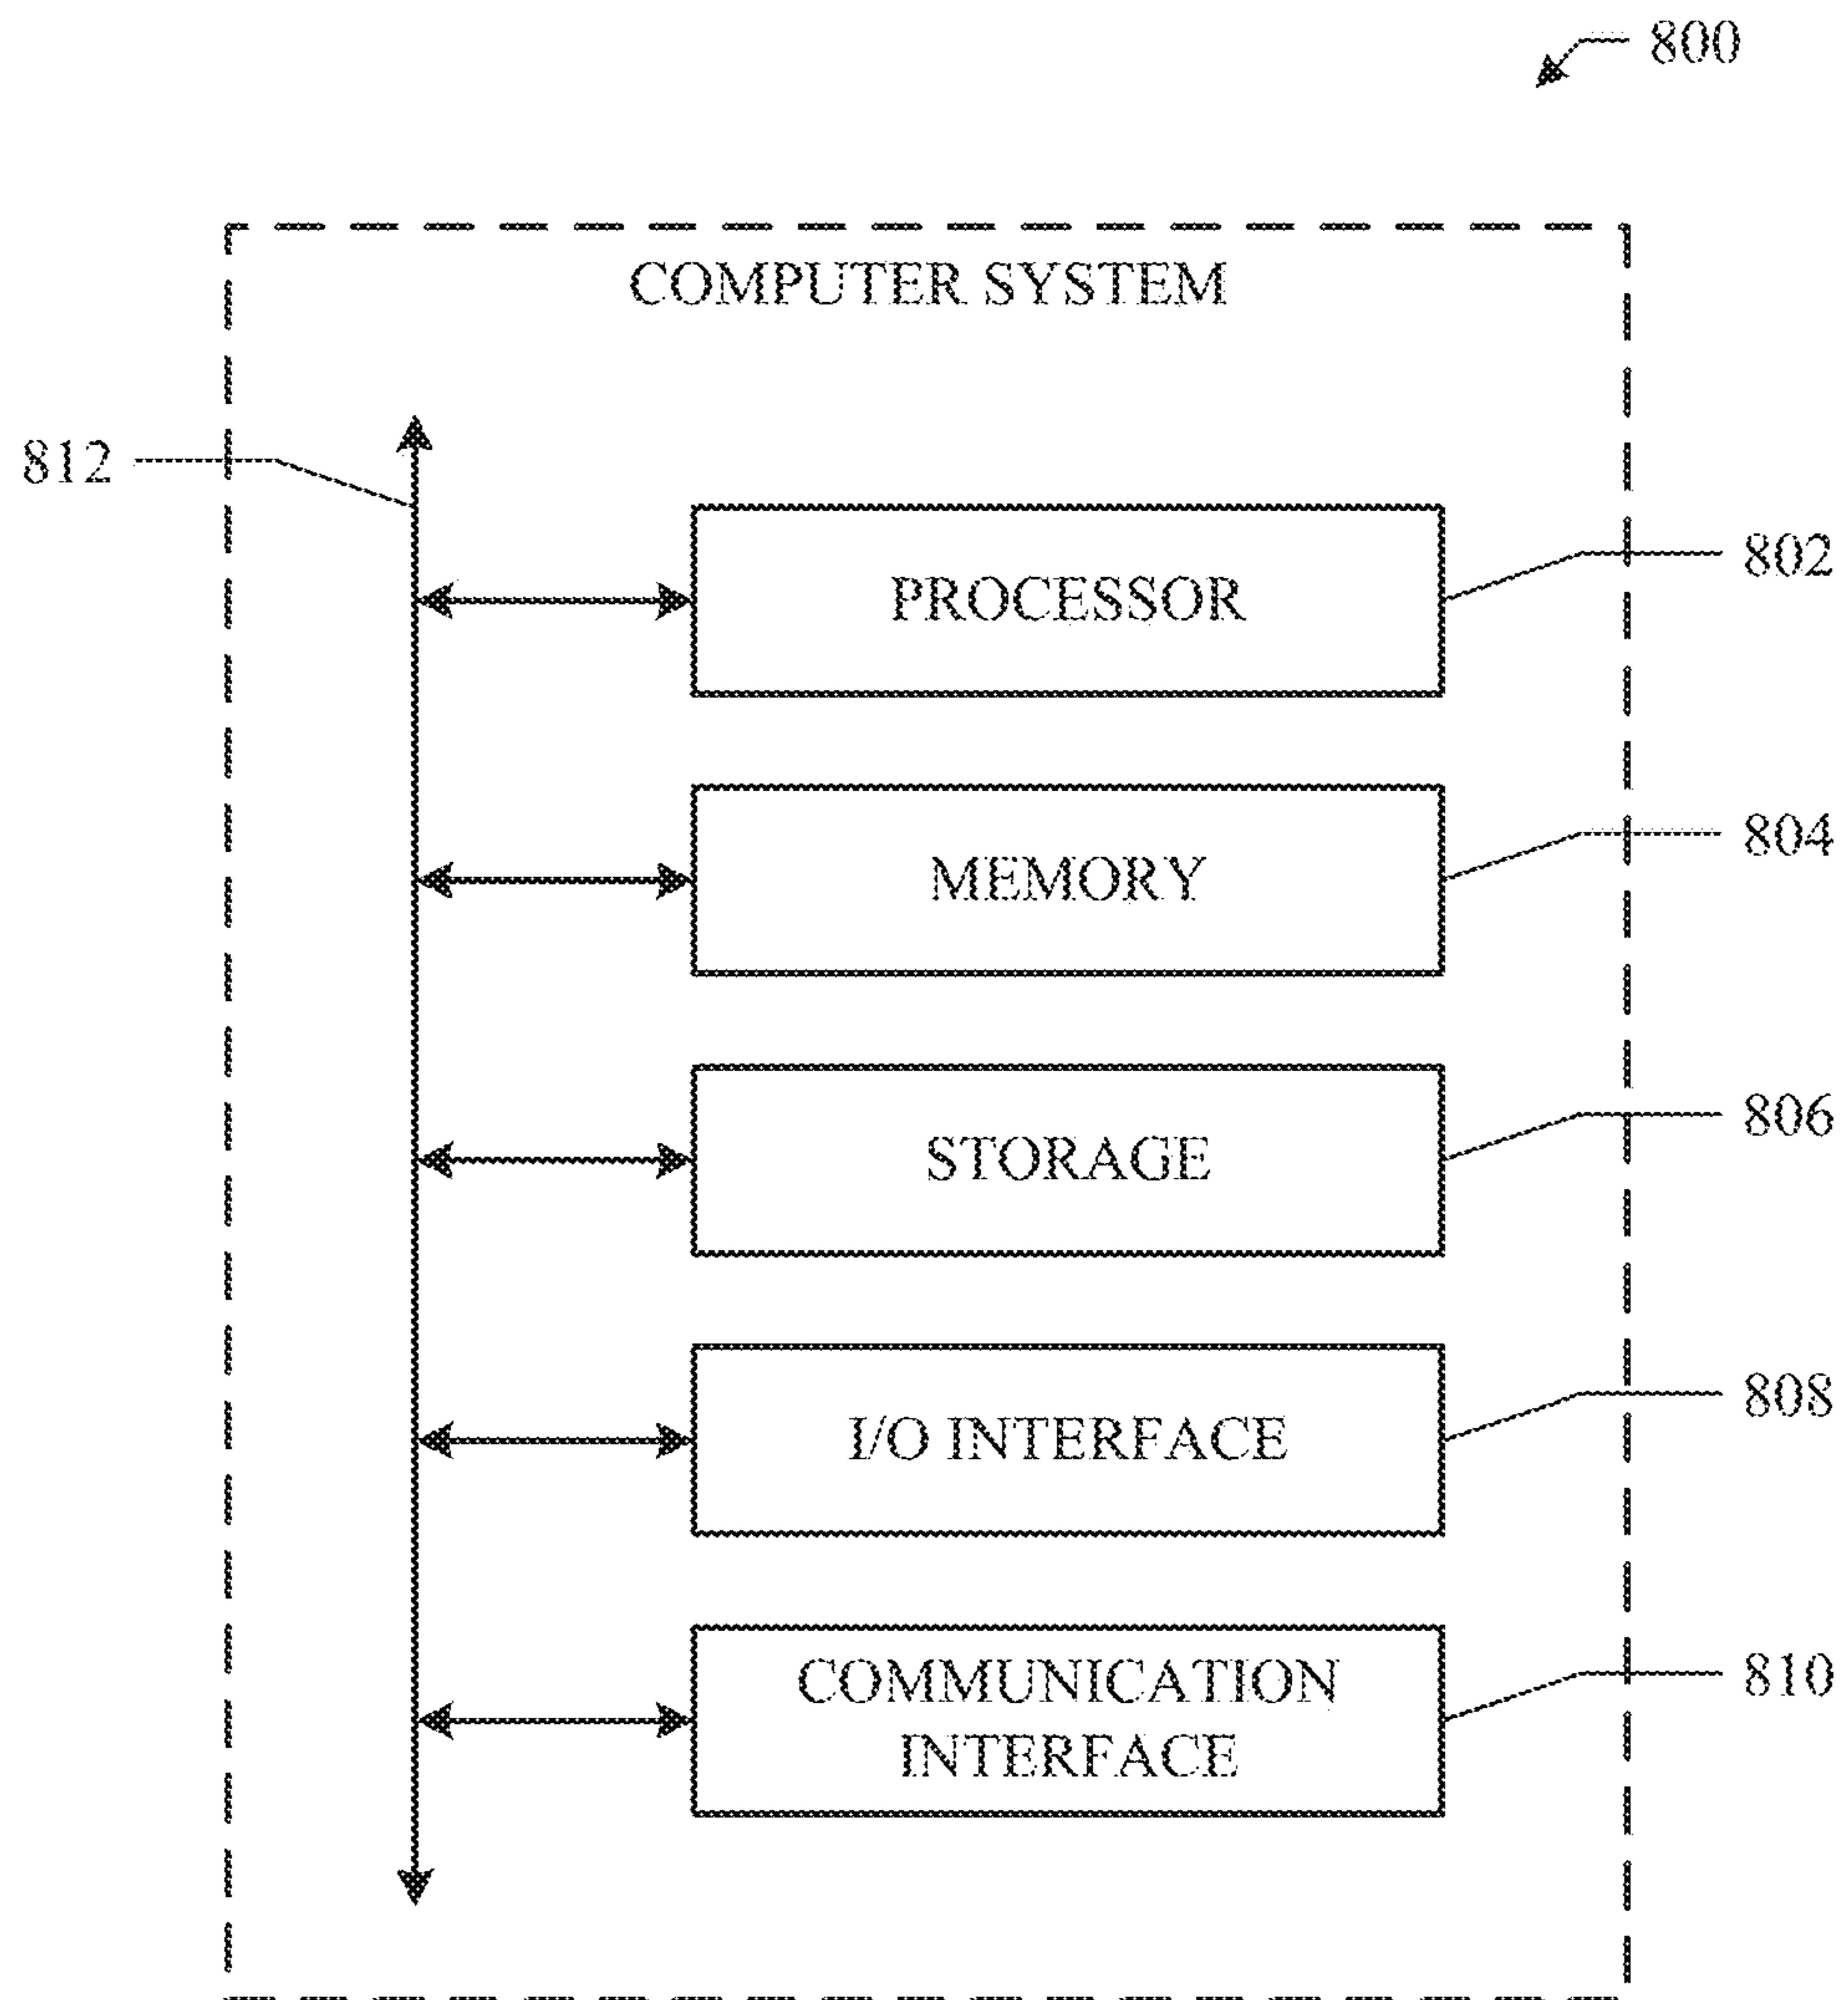 800
COMPUTER SYSTEM
812
PROCESSOR
802
MEMORY
804
STORAGE
806
I/O INTERFACE
808
COMMUNICATION
INTERFACE
810